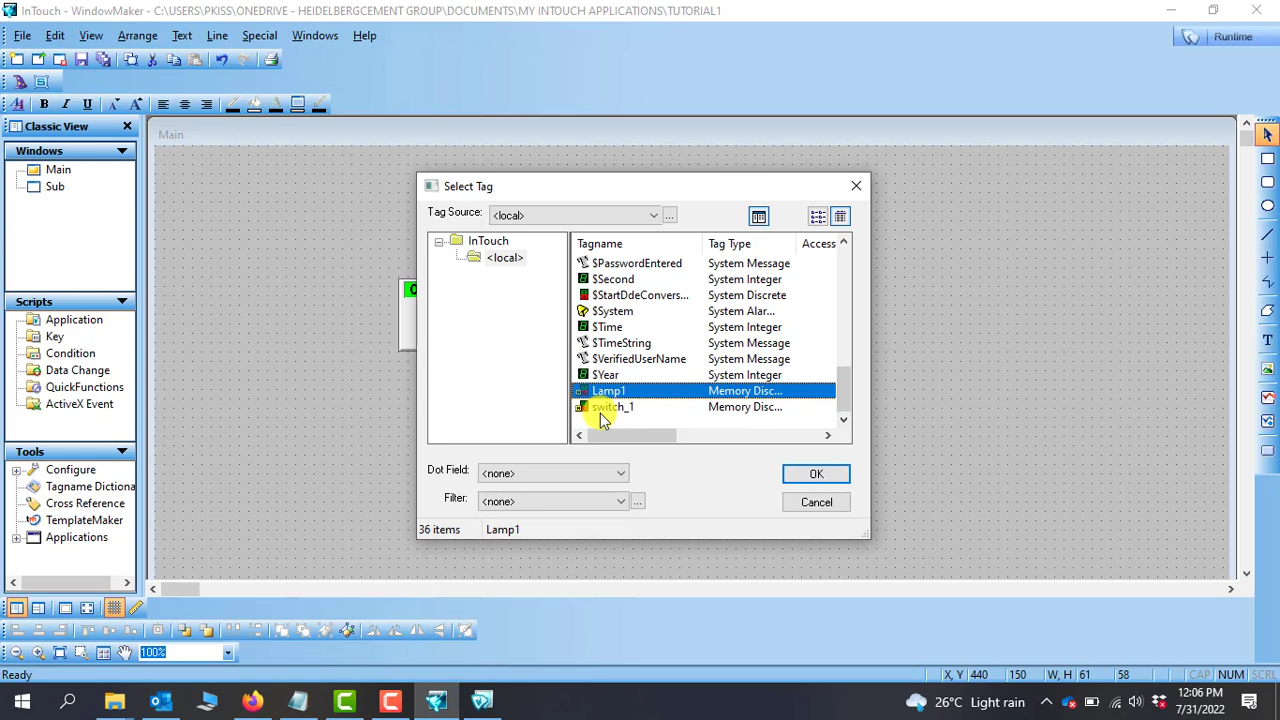 InTouch - WindowMaker - C:\USERS\PKISS\ONEDRIVE - HEIDELBERGCEMENT GROUP\DOCUMENTS\MY INTOUCH APPLICATIONS\TUTORIAL1
File Edit View Arrange Text Line Special Windows Help
Runtime
B I U
Classic View
Main
Windows
Main
Sub
Scripts
Application
Key
Condition
Data Change
QuickFunctions
ActiveX Event
Tools
Configure
Tagname Dictiona
Cross Reference
TemplateMaker
Applications
Select Tag
Tag Source: <local> ...
InTouch
<local>
Tagname Tag Type Access
$PasswordEntered System Message
$Second System Integer
$StartDdeConvers... System Discrete
$System System Alar...
$Time System Integer
$TimeString System Message
$VerifiedUserName System Message
$Year System Integer
Lamp1 Memory Disc...
switch_1 Memory Disc...
Dot Field: <none> OK
Filter: <none> ... Cancel
36 items Lamp1
100%
Ready X, Y 440 150 W, H 61 58 CAP NUM SCRL
26°C Light rain
12:06 PM
7/31/2022